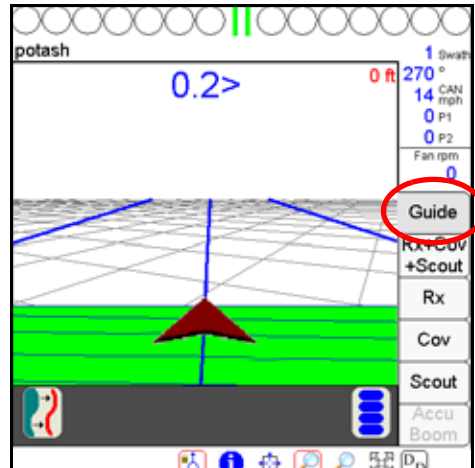 potash
1 Swath
0.2>
0 ft
270 °
14 CAN mph
0 P1
0 P2
Fan rpm
0
Guide
Rx+Cov
+Scout
Rx
Cov
Scout
Accu
Boom